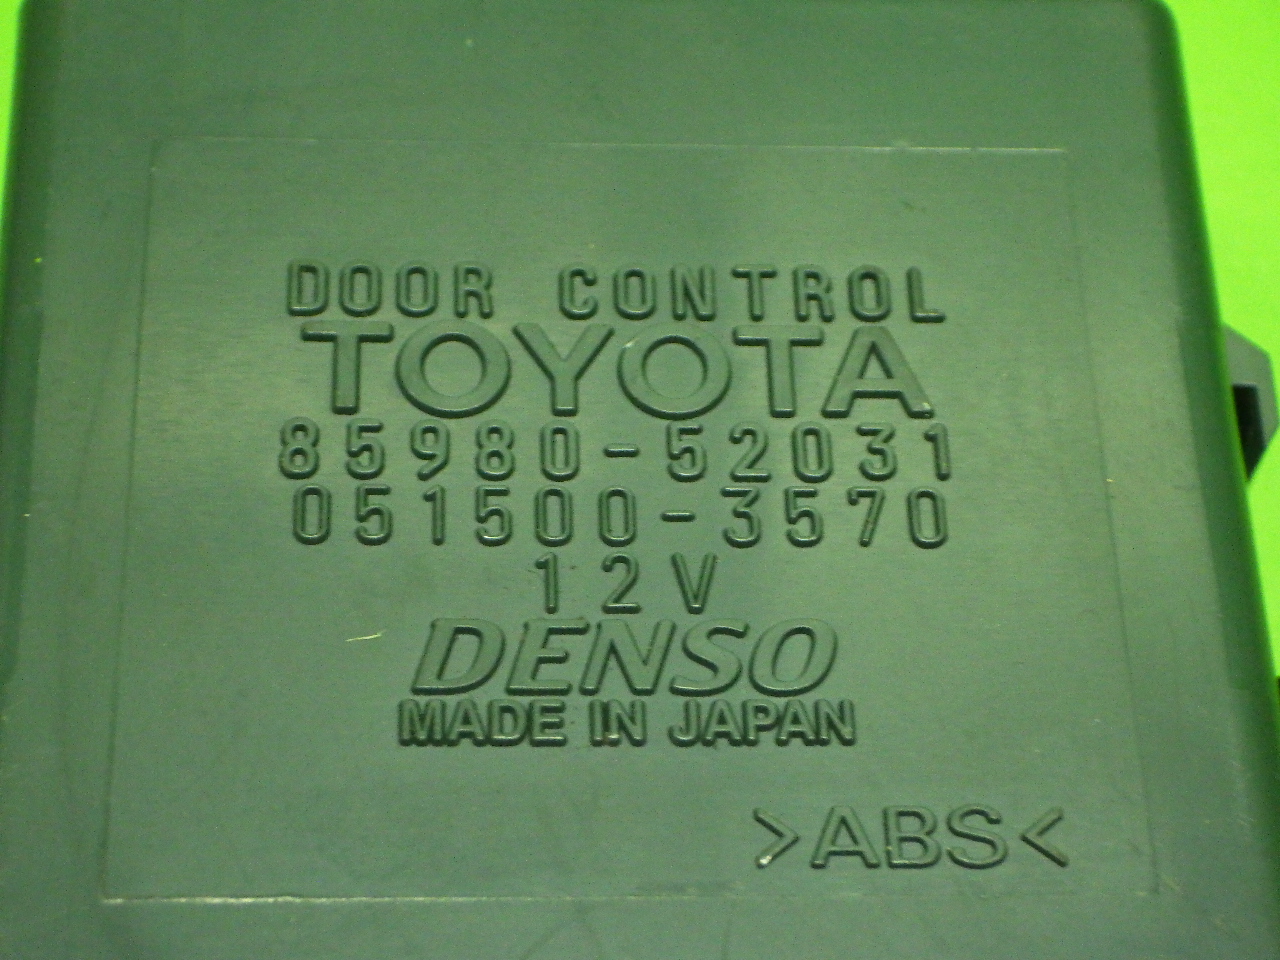 DOOR CONTROL
TOYOTA
85980-52031
051500-3570
12V
DENSO
MADE IN JAPAN
>ABS<